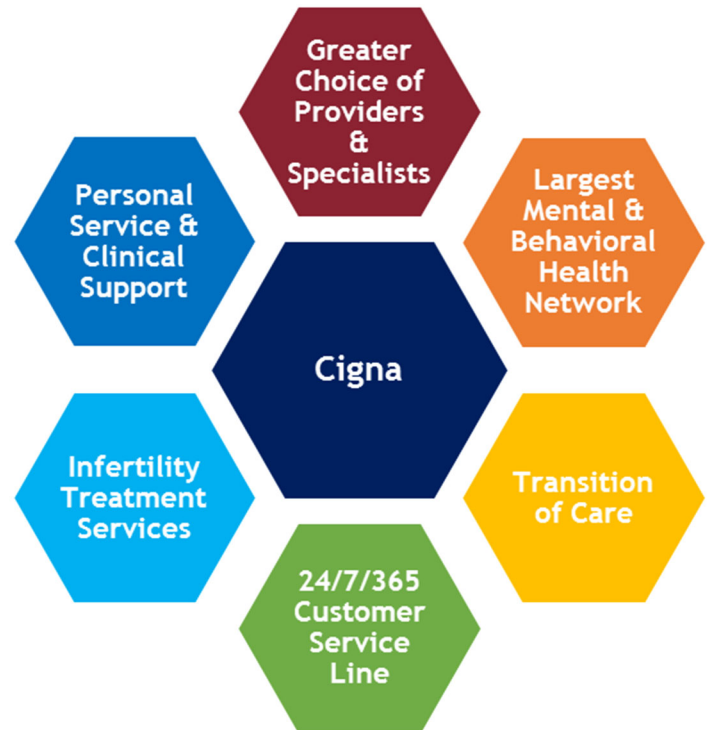 Greater
Choice of
Providers
&
Specialists
Largest
Mental &
Behavioral
Health
Network
Transition
of Care
24/7/365
Customer
Service
Line
Infertility
Treatment
Services
Personal
Service &
Clinical
Support
Cigna